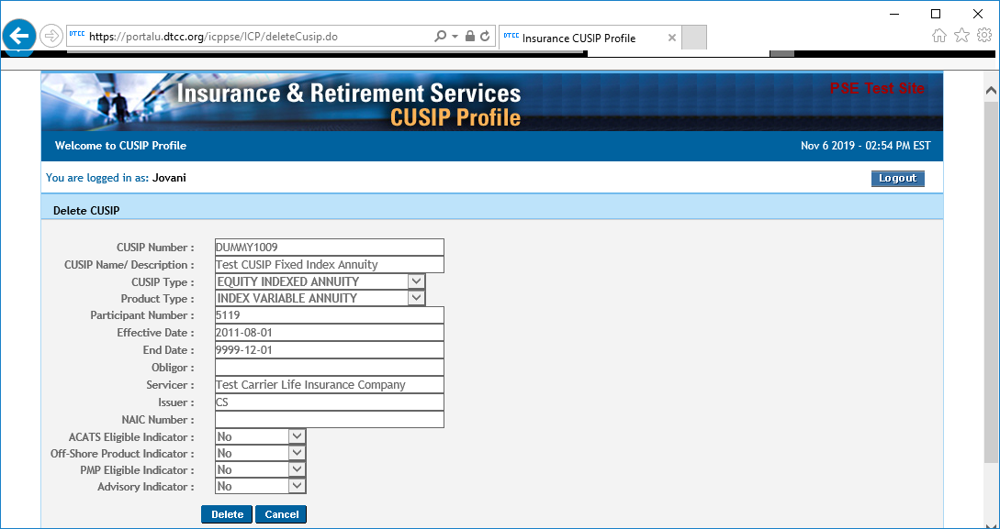 DTCC https://portalu.dtcc.org/icppse/ICP/deleteCusip.do
DTCC Insurance CUSIP Profile
Insurance & Retirement Services
CUSIP Profile
PSE Test Site
Welcome to CUSIP Profile
Nov 6 2019 - 02:54 PM EST
You are logged in as: Jovani
Logout
Delete CUSIP
CUSIP Number : DUMMY1009
CUSIP Name/ Description : Test CUSIP Fixed Index Annuity
CUSIP Type : EQUITY INDEXED ANNUITY
Product Type : INDEX VARIABLE ANNUITY
Participant Number : 5119
Effective Date : 2011-08-01
End Date : 9999-12-01
Obligor :
Servicer : Test Carrier Life Insurance Company
Issuer : CS
NAIC Number :
ACATS Eligible Indicator : No
Off-Shore Product Indicator : No
PMP Eligible Indicator : No
Advisory Indicator : No
Delete Cancel